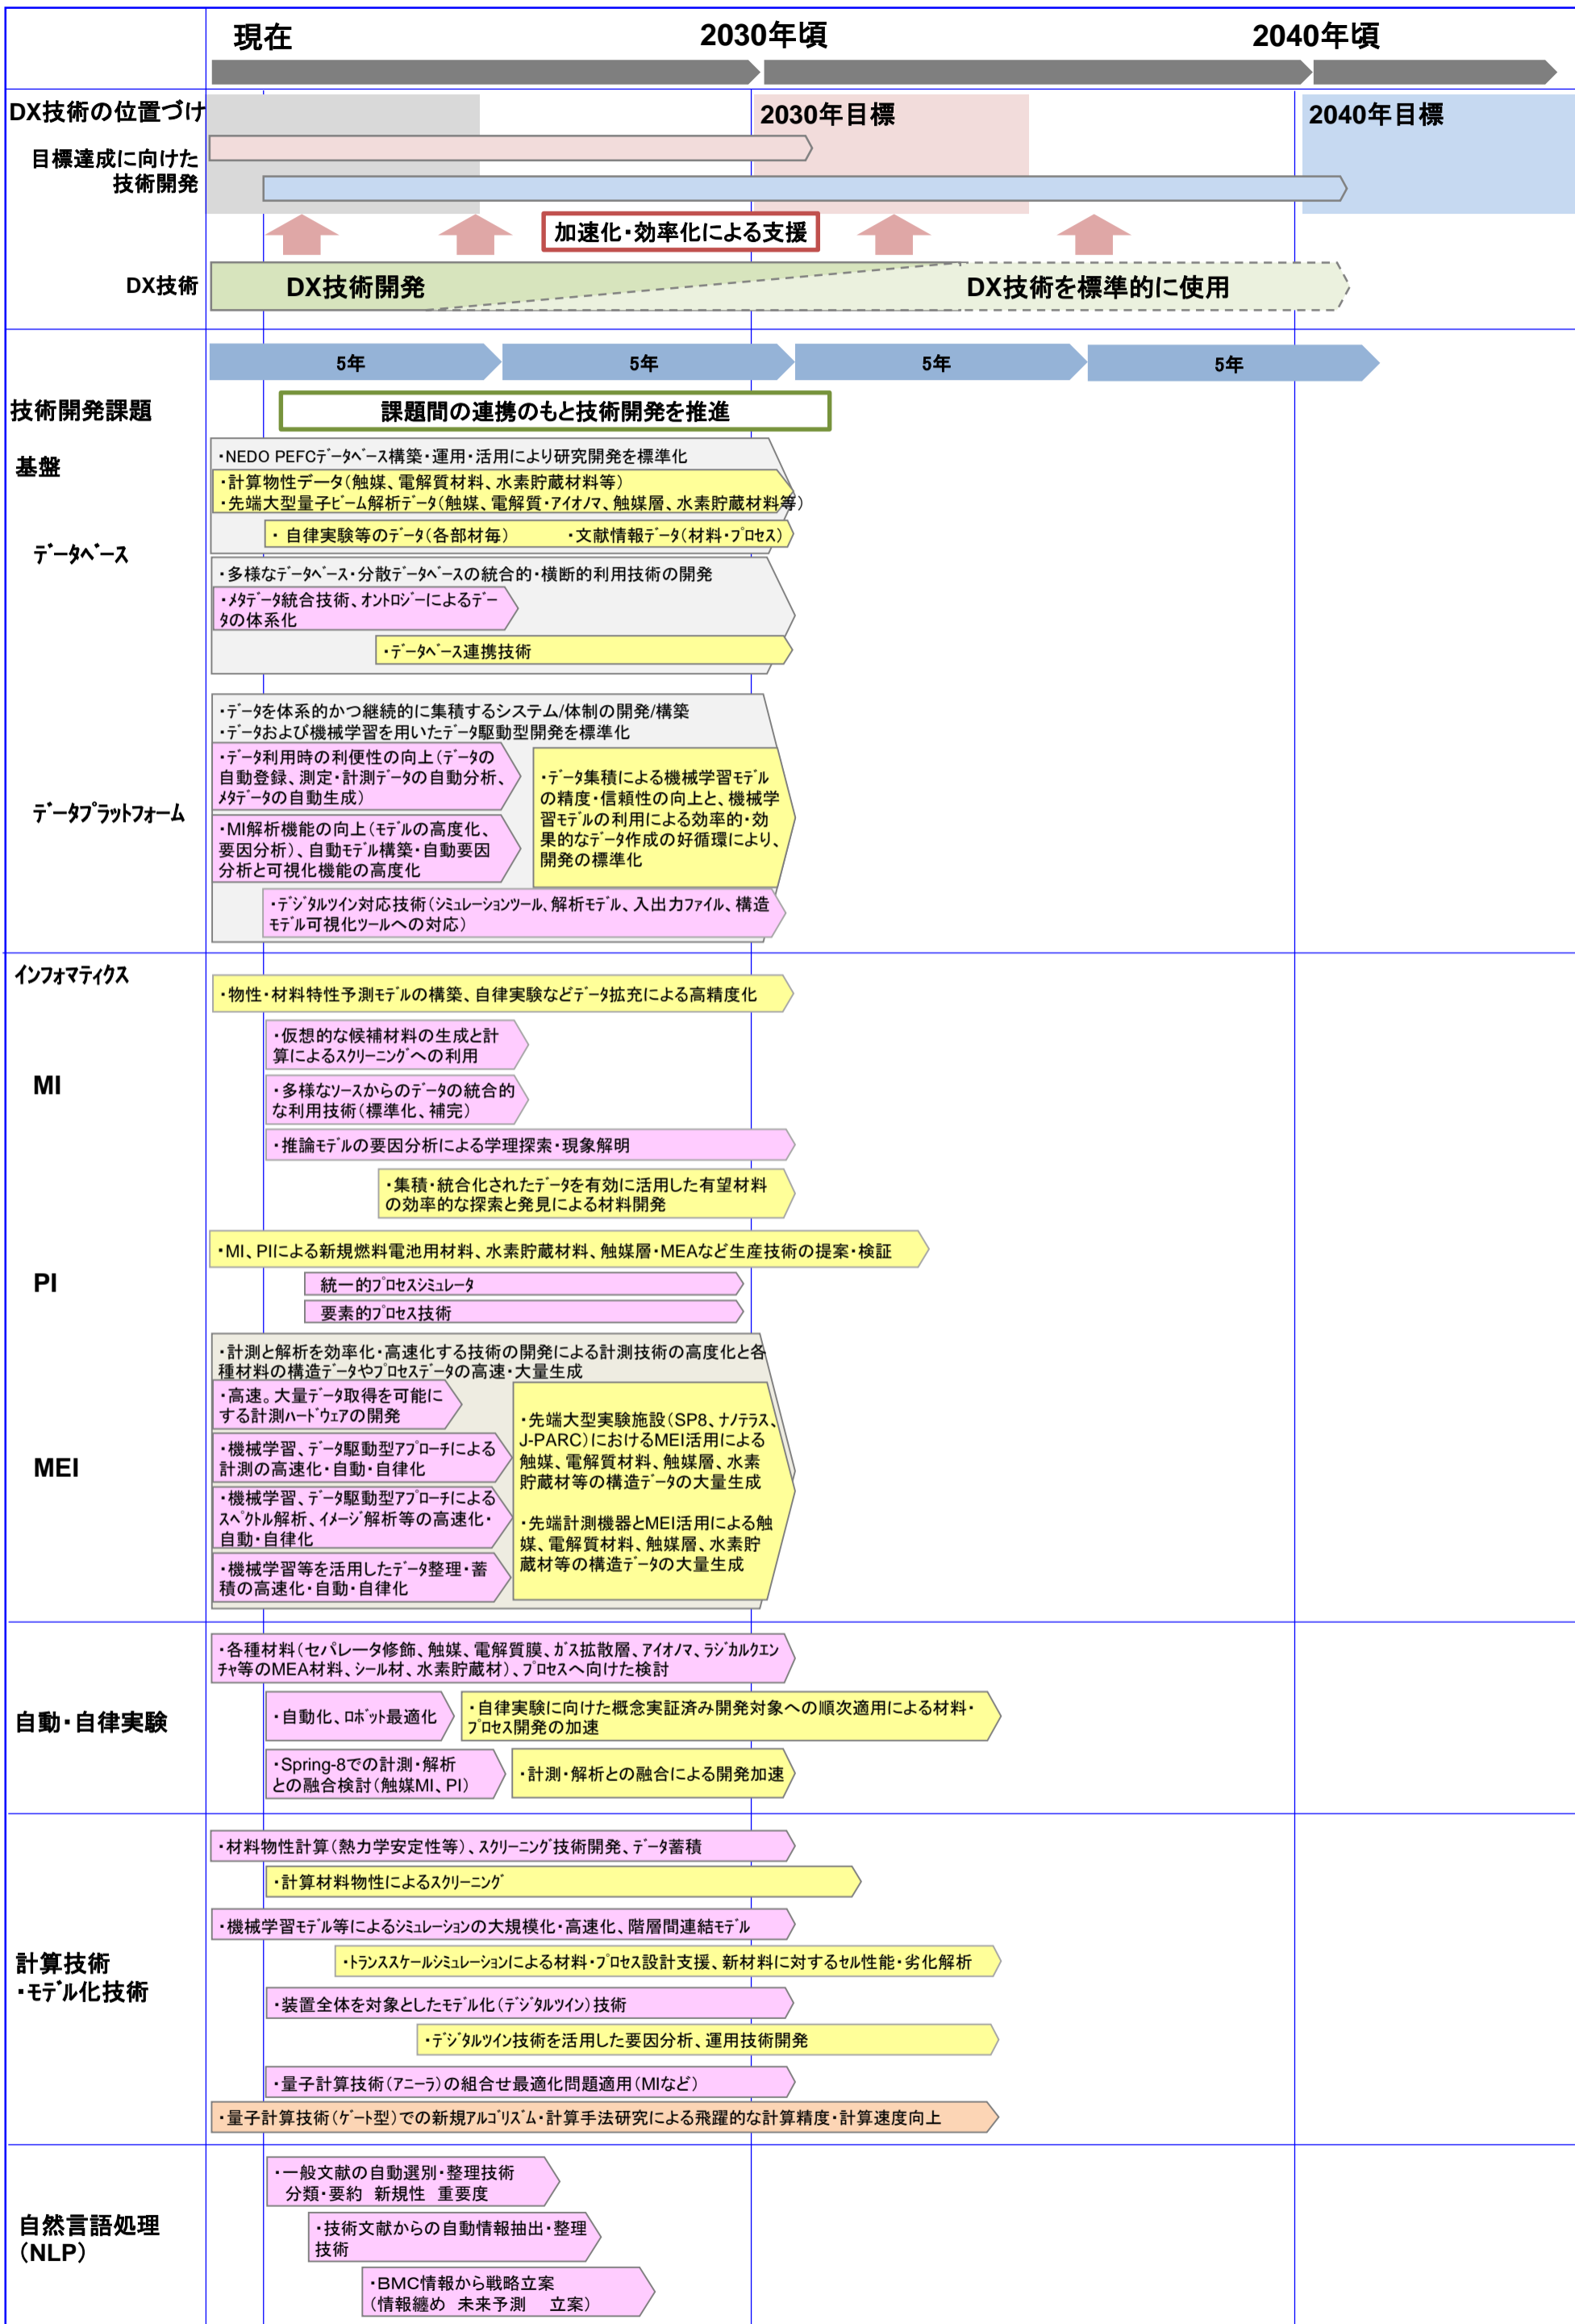 現在
2030年頃
2040年頃
DX技術の位置づけ
2030年目標
2040年目標
目標達成に向けた
技術開発
加速化・効率化による支援
DX技術
DX技術開発
DX技術を標準的に使用
5年
5年
5年
5年
技術開発課題
課題間の連携のもと技術開発を推進
基盤
・NEDO PEFCﾃﾞｰﾀﾍﾞｰｽ構築・運用・活用により研究開発を標準化
・計算物性ﾃﾞｰﾀ（触媒、電解質材料、水素貯蔵材料等）
・先端大型量子ﾋﾞｰﾑ解析ﾃﾞｰﾀ（触媒、電解質・ｱｲｵﾉﾏ、触媒層、水素貯蔵材料等）
・ 自律実験等のﾃﾞｰﾀ（各部材毎）　・文献情報ﾃﾞｰﾀ（材料・ﾌﾟﾛｾｽ）
ﾃﾞｰﾀﾍﾞｰｽ
・多様なﾃﾞｰﾀﾍﾞｰｽ・分散ﾃﾞｰﾀﾍﾞｰｽの統合的・横断的利用技術の開発
・ﾒﾀﾃﾞｰﾀ統合技術、ｵﾝﾄﾛｼﾞｰによるﾃﾞｰ
ﾀの体系化
・ﾃﾞｰﾀﾍﾞｰｽ連携技術
・ﾃﾞｰﾀを体系的かつ継続的に集積するｼｽﾃﾑ/体制の開発/構築
・ﾃﾞｰﾀおよび機械学習を用いたﾃﾞｰﾀ駆動型開発を標準化
ﾃﾞｰﾀﾌﾟﾗｯﾄﾌｫｰﾑ
・ﾃﾞｰﾀ利用時の利便性の向上（ﾃﾞｰﾀの
自動登録、測定・計測ﾃﾞｰﾀの自動分析、
ﾒﾀﾃﾞｰﾀの自動生成）
・MI解析機能の向上（ﾓﾃﾞﾙの高度化、
要因分析）、自動ﾓﾃﾞﾙ構築・自動要因
分析と可視化機能の高度化
・ﾃﾞｰﾀ集積による機械学習ﾓﾃﾞﾙ
の精度・信頼性の向上と、機械学
習ﾓﾃﾞﾙの利用による効率的・効
果的なﾃﾞｰﾀ作成の好循環により、
開発の標準化
・ﾃﾞｼﾞﾀﾙﾂｲﾝ対応技術（ｼﾐｭﾚｰｼｮﾝﾂｰﾙ、解析ﾓﾃﾞﾙ、入出力ﾌｧｲﾙ、構造
ﾓﾃﾞﾙ可視化ﾂｰﾙへの対応）
ｲﾝﾌｫﾏﾃｨｸｽ
・物性・材料特性予測ﾓﾃﾞﾙの構築、自律実験などﾃﾞｰﾀ拡充による高精度化
MI
・仮想的な候補材料の生成と計
算によるｽｸﾘｰﾆﾝｸﾞへの利用
・多様なｿｰｽからのﾃﾞｰﾀの統合的
な利用技術（標準化、補完）
・推論ﾓﾃﾞﾙの要因分析による学理探索・現象解明
・集積・統合化されたﾃﾞｰﾀを有効に活用した有望材料
の効率的な探索と発見による材料開発
PI
・MI、PIによる新規燃料電池用材料、水素貯蔵材料、触媒層・MEAなど生産技術の提案・検証
統一的ﾌﾟﾛｾｽｼﾐｭﾚｰﾀ
要素的ﾌﾟﾛｾｽ技術
MEI
・計測と解析を効率化・高速化する技術の開発による計測技術の高度化と各
種材料の構造ﾃﾞｰﾀやﾌﾟﾛｾｽﾃﾞｰﾀの高速・大量生成
・高速。大量ﾃﾞｰﾀ取得を可能に
する計測ﾊｰﾄﾞｳｪｱの開発
・機械学習、ﾃﾞｰﾀ駆動型ｱﾌﾟﾛｰﾁによる
計測の高速化・自動・自律化
・機械学習、ﾃﾞｰﾀ駆動型ｱﾌﾟﾛｰﾁによる
ｽﾍﾟｸﾄﾙ解析、ｲﾒｰｼﾞ解析等の高速化・
自動・自律化
・機械学習等を活用したﾃﾞｰﾀ整理・蓄
積の高速化・自動・自律化
・先端大型実験施設（SP8、ﾅﾉﾃﾗｽ、
J-PARC）におけるMEI活用による
触媒、電解質材料、触媒層、水素
貯蔵材等の構造ﾃﾞｰﾀの大量生成
・先端計測機器とMEI活用による触
媒、電解質材料、触媒層、水素貯
蔵材等の構造ﾃﾞｰﾀの大量生成
自動・自律実験
・各種材料（セパレータ修飾、触媒、電解質膜、ｶﾞｽ拡散層、ｱｲｵﾉﾏ、ﾗｼﾞｶﾙｸｴﾝ
ﾁｬ等のMEA材料、ｼｰﾙ材、水素貯蔵材）、ﾌﾟﾛｾｽへ向けた検討
・自動化、ﾛﾎﾞｯﾄ最適化
・自律実験に向けた概念実証済み開発対象への順次適用による材料・
ﾌﾟﾛｾｽ開発の加速
・Spring-8での計測・解析
との融合検討（触媒MI、PI）
・計測・解析との融合による開発加速
計算技術
・ﾓﾃﾞﾙ化技術
・材料物性計算（熱力学安定性等）、ｽｸﾘｰﾆﾝｸﾞ技術開発、ﾃﾞｰﾀ蓄積
・計算材料物性によるｽｸﾘｰﾆﾝｸﾞ
・機械学習ﾓﾃﾞﾙ等によるｼﾐｭﾚｰｼｮﾝの大規模化・高速化、階層間連結ﾓﾃﾞﾙ
・ﾄﾗﾝｽｽｹｰﾙｼﾐｭﾚｰｼｮﾝによる材料・ﾌﾟﾛｾｽ設計支援、新材料に対するｾﾙ性能・劣化解析
・装置全体を対象としたﾓﾃﾞﾙ化（ﾃﾞｼﾞﾀﾙﾂｲﾝ）技術
・ﾃﾞｼﾞﾀﾙﾂｲﾝ技術を活用した要因分析、運用技術開発
・量子計算技術（ｱﾆｰﾗ）の組合せ最適化問題適用（MIなど）
・量子計算技術（ｹﾞｰﾄ型）での新規ｱﾙｺﾞﾘｽﾞﾑ・計算手法研究による飛躍的な計算精度・計算速度向上
自然言語処理
（NLP）
・一般文献の自動選別・整理技術
分類・要約　新規性　重要度
・技術文献からの自動情報抽出・整理
技術
・BMC情報から戦略立案
（情報纏め　未来予測　立案）